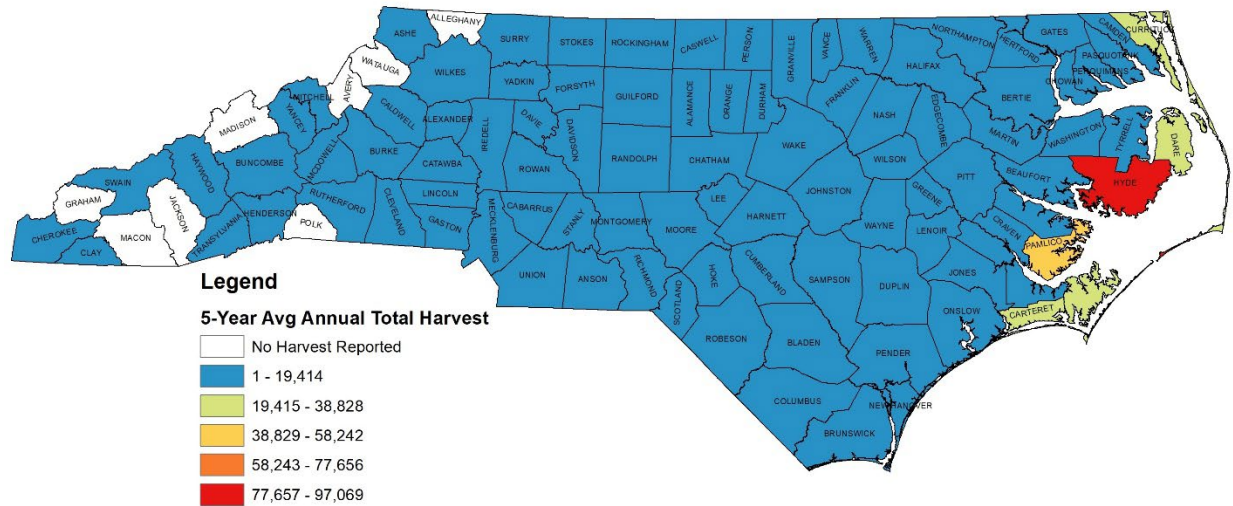 ALLEGHANY
ASHE
SURRY
STOKES
ROCKINGHAM
CASWELL
PERSON
GRANVILLE
VANCE
WARREN
NORTHAMPTON
HERTFORD
GATES
CAMDEN
CURRITUCK
PASQUOTANK
PERQUIMANS
CHOWAN
HALIFAX
BERTIE
WATAUGA
WILKES
YADKIN
FORSYTH
GUILFORD
ALAMANCE
ORANGE
DURHAM
FRANKLIN
NASH
EDGECOMBE
MARTIN
WASHINGTON
TYRRELL
DARE
AVERY
MITCHELL
YANCEY
MADISON
CALDWELL
ALEXANDER
IREDELL
DAVIE
DAVIDSON
RANDOLPH
CHATHAM
WAKE
WILSON
PITT
BEAUFORT
HYDE
HAYWOOD
BUNCOMBE
MCDOWELL
BURKE
CATAWBA
ROWAN
JOHNSTON
GREENE
SWAIN
GRAHAM
JACKSON
RUTHERFORD
CLEVELAND
LINCOLN
GASTON
MECKLENBURG
CABARRUS
STANLY
MONTGOMERY
MOORE
LEE
HARNETT
WAYNE
LENOIR
CRAVEN
PAMLICO
CHEROKEE
CLAY
MACON
TRANSYLVANIA
HENDERSON
POLK
UNION
ANSON
RICHMOND
SCOTLAND
HOKE
CUMBERLAND
SAMPSON
DUPLIN
JONES
ONSLOW
CARTERET
ROBESON
BLADEN
PENDER
COLUMBUS
NEW HANOVER
BRUNSWICK
Legend
5-Year Avg Annual Total Harvest
No Harvest Reported
1 - 19,414
19,415 - 38,828
38,829 - 58,242
58,243 - 77,656
77,657 - 97,069